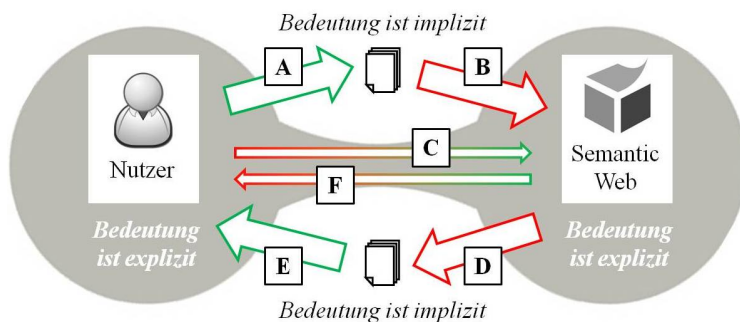 Bedeutung ist implizit
A
B
Nutzer
C
F
Semantic
Web
Bedeutung
ist explizit
E
D
Bedeutung
ist explizit
Bedeutung ist implizit